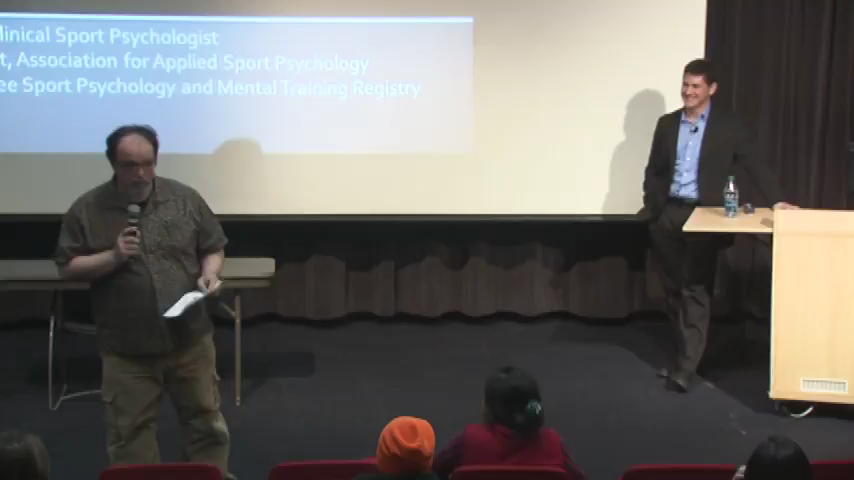 linical Sport Psychologist
t, Association for Applied Sport Psychology
ee Sport Psychology and Mental Training Registry